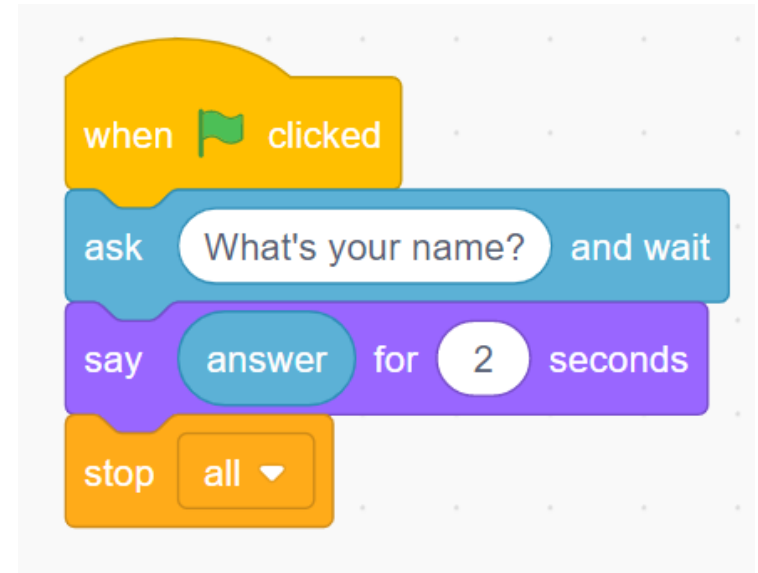 when clicked
ask What's your name? and wait
say answer for 2 seconds
stop all